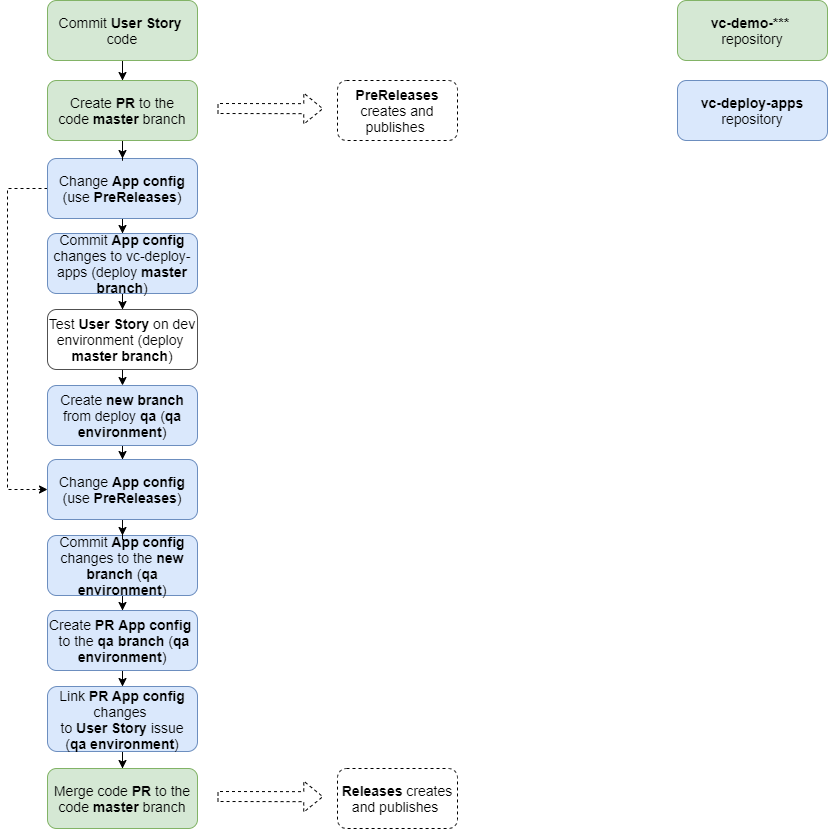 Commit User Story
code
vc-demo-***
repository
Create PR to the
code master branch
PreReleases
creates and
publishes
vc-deploy-apps
repository
Change App config
(use PreReleases)
Commit App config
changes to vc-deploy-
apps (deploy master
branch)
Test User Story on dev
environment (deploy
master branch)
Create new branch
from deploy qa (qa
environment)
Change App config
(use PreReleases)
Commit App config
changes to the new
branch (qa
environment)
Create PR App config
to the qa branch (qa
environment)
Link PR App config
changes
to User Story issue
(qa environment)
Merge code PR to the
code master branch
Releases creates
and publishes